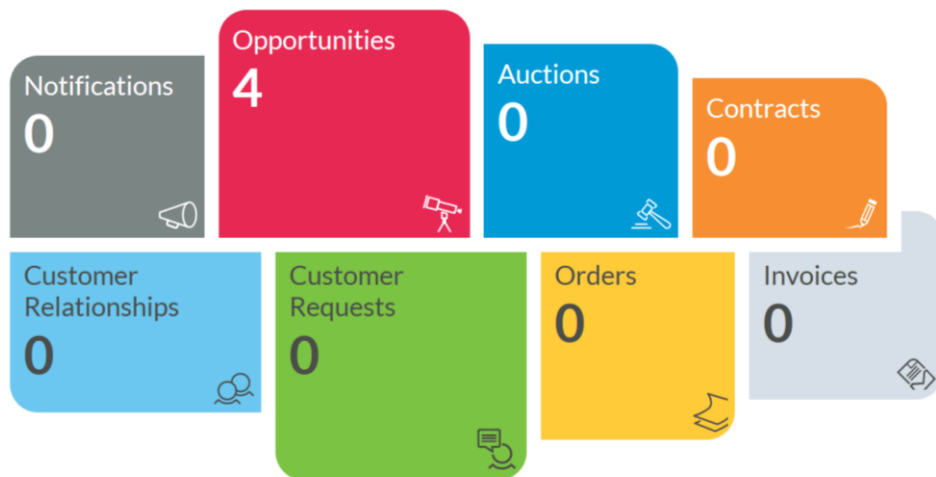 Notifications
0
Opportunities
4
Auctions
0
Contracts
0
Customer
Relationships
0
Customer
Requests
0
Orders
0
Invoices
0